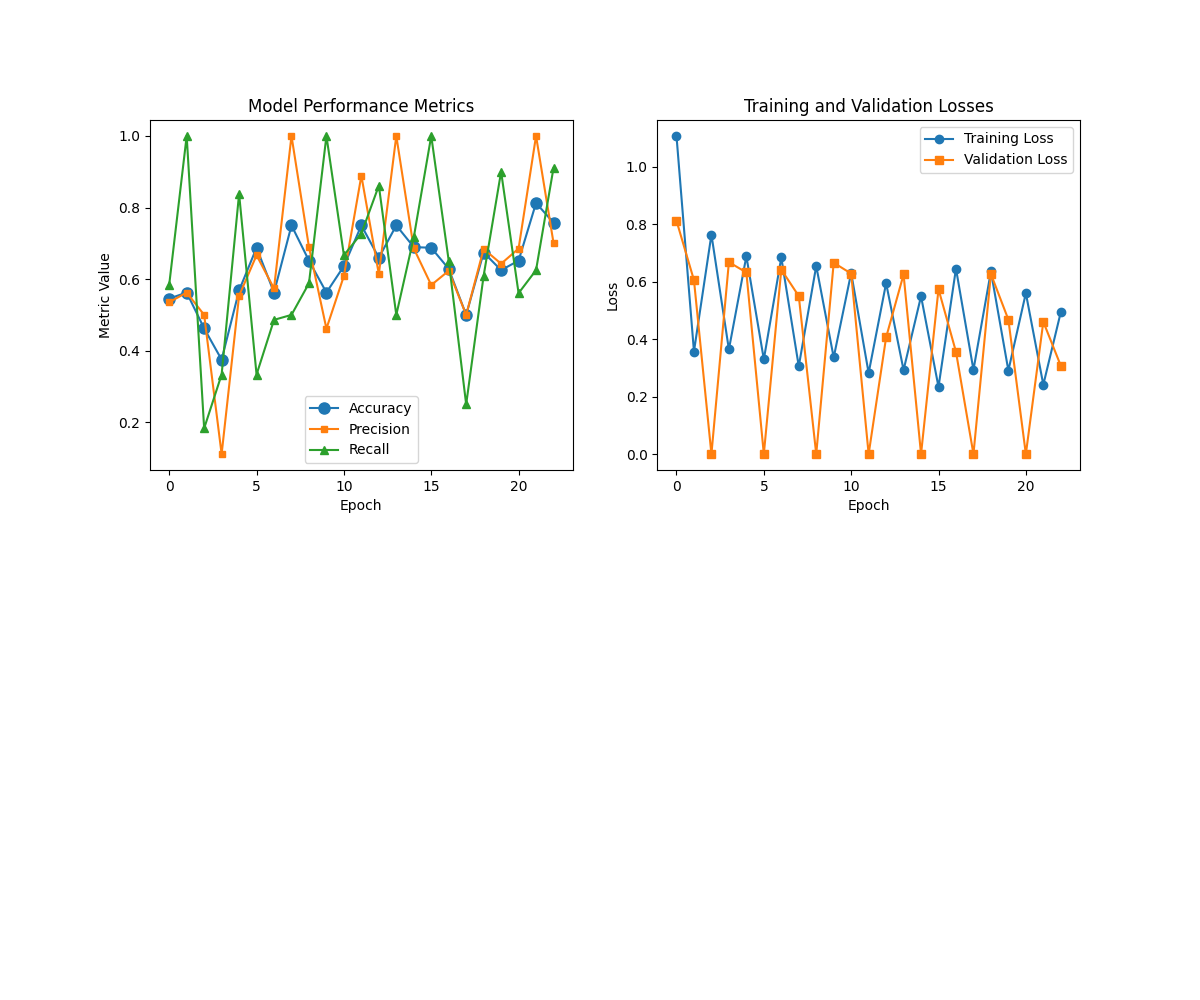 Model Performance Metrics
1.0
0.8
0.6
0.4
0.2
Metric Value
Accuracy
Precision
Recall
0 5 10 15 20
Epoch
Training and Validation Losses
1.0
0.8
0.6
0.4
0.2
0.0
Loss
Training Loss
Validation Loss
0 5 10 15 20
Epoch